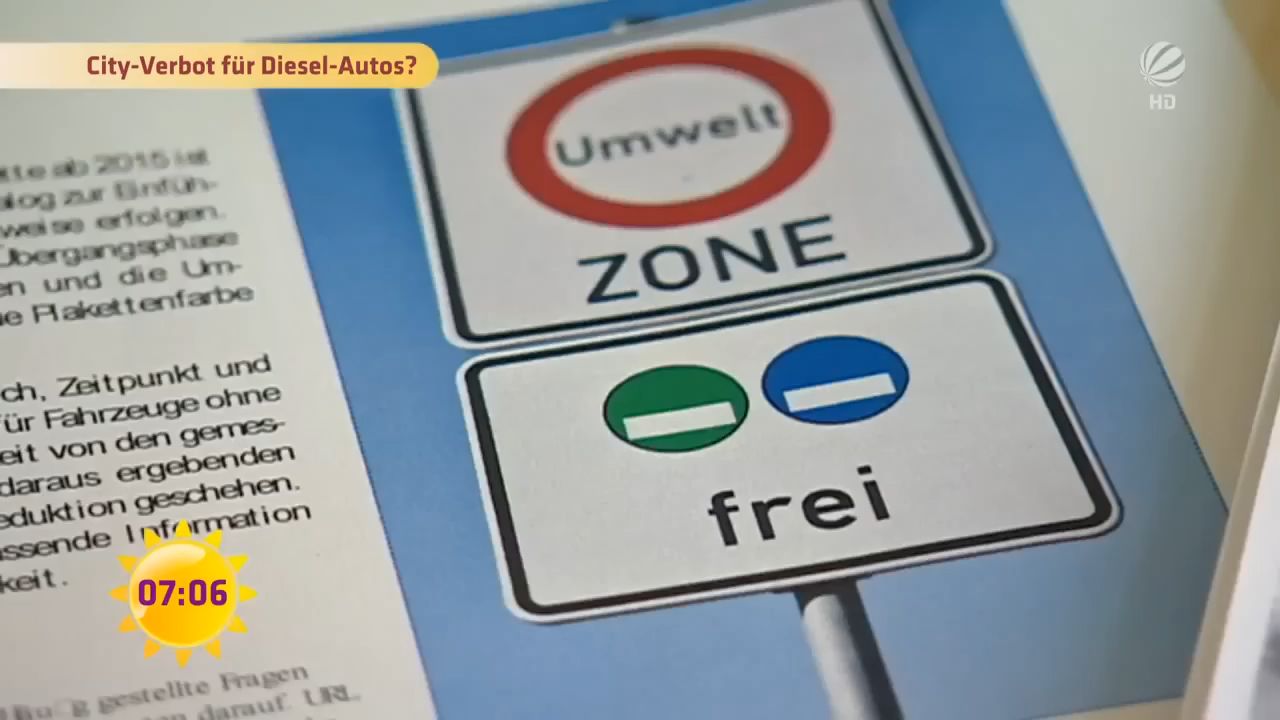 City-Verbot für Diesel-Autos?
HD
Umwelt
ZONE
frei
ab 2015 ist
zur Einfüh-
weise erfolgen.
Übergangsphase
en und die Um-
Plakettenfarbe
ch, Zeitpunkt und
für Fahrzeuge ohne
eit von den gemes-
daraus ergebenden
eduktion geschehen.
ssende Information
keit.
07:06
gestellte Fragen
darauf. URL